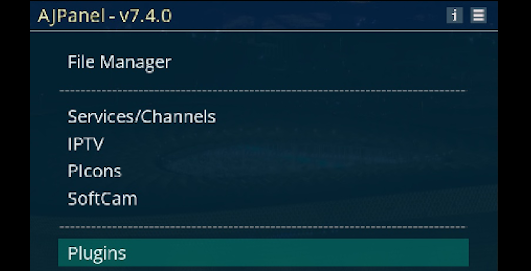 AJPanel - v7.4.0
File Manager
Services/Channels
IPTV
PIcons
SoftCam
Plugins